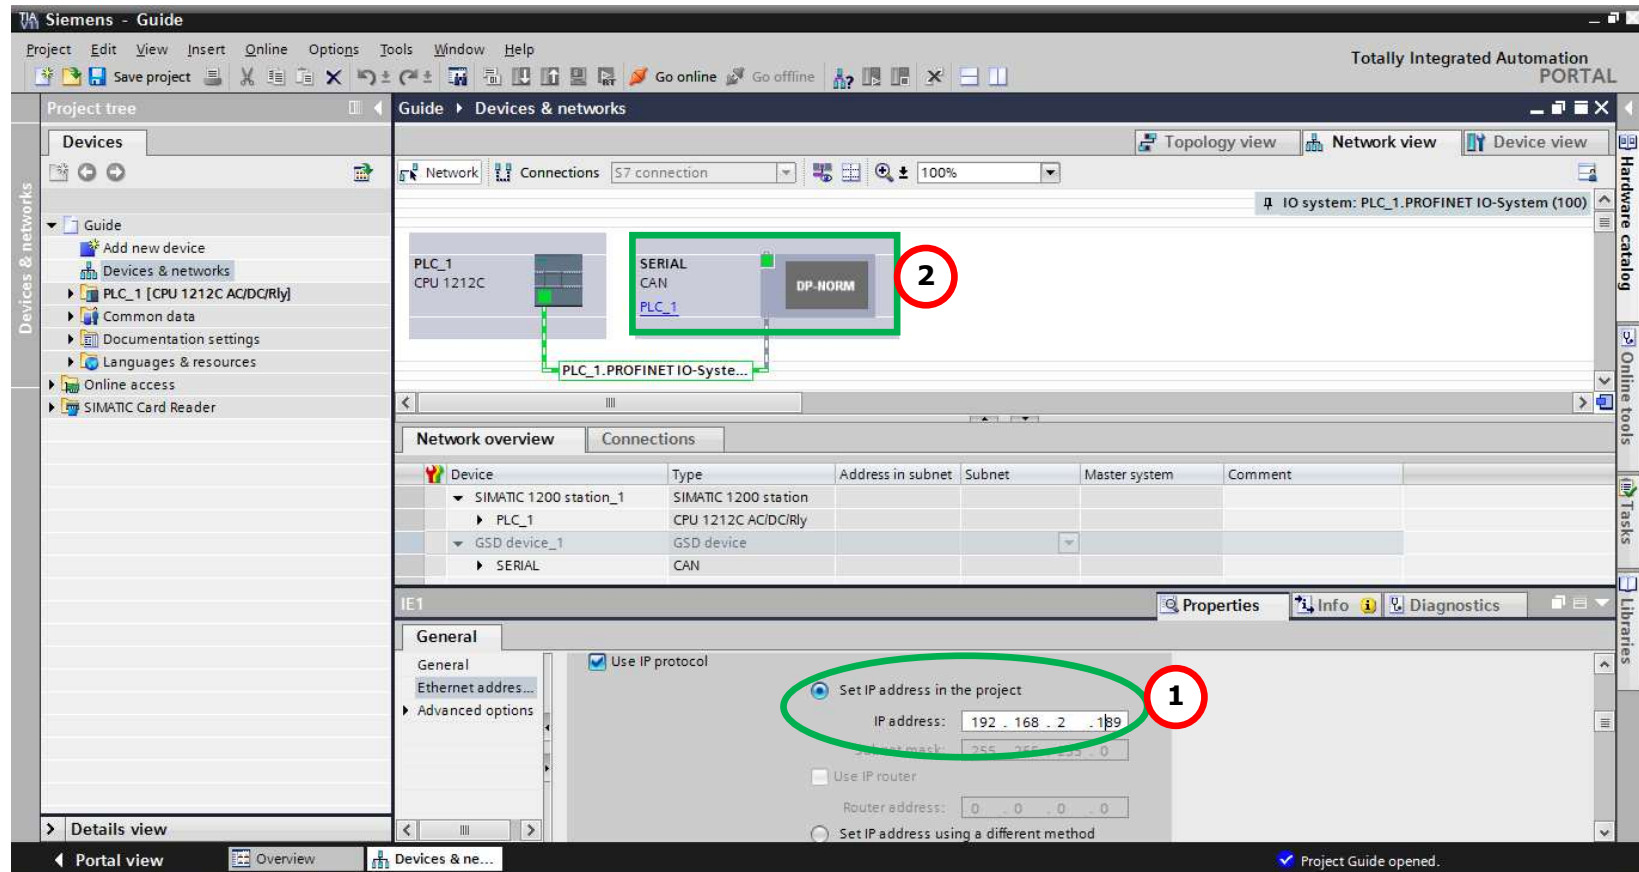 Siemens - Guide
Project Edit View Insert Online Options Tools Window Help
Totally Integrated Automation
PORTAL
Save project
Go online
Go offline
Project tree
Guide
Devices & networks
Devices
Topology view
Network view
Device view
Network
Connections
S7 connection
100%
IO system: PLC_1.PROFINET IO-System (100)
Devices & networks
Guide
Add new device
Devices & networks
PLC_1 [CPU 1212C AC/DC/Rly]
Common data
Documentation settings
Languages & resources
Online access
SIMATIC Card Reader
PLC_1
CPU 1212C
SERIAL
CAN
PLC_1
DP-NORM
2
PLC_1.PROFINET IO-Syste...
Network overview
Connections
Device Type Address in subnet Subnet Master system Comment
SIMATIC 1200 station_1 SIMATIC 1200 station
PLC_1 CPU 1212C AC/DC/Rly
GSD device_1 GSD device
SERIAL CAN
IE1
Properties
Info
Diagnostics
General
General
Ethernet addres...
Advanced options
Use IP protocol
Set IP address in the project
IP address: 192 . 168 . 2 . 189
1
Subnet mask: 255 . 255 . 255 . 0
Use IP router
Router address: 0 . 0 . 0 . 0
Set IP address using a different method
Hardware catalog
Online tools
Tasks
Libraries
Details view
Portal view
Overview
Devices & ne...
Project Guide opened.